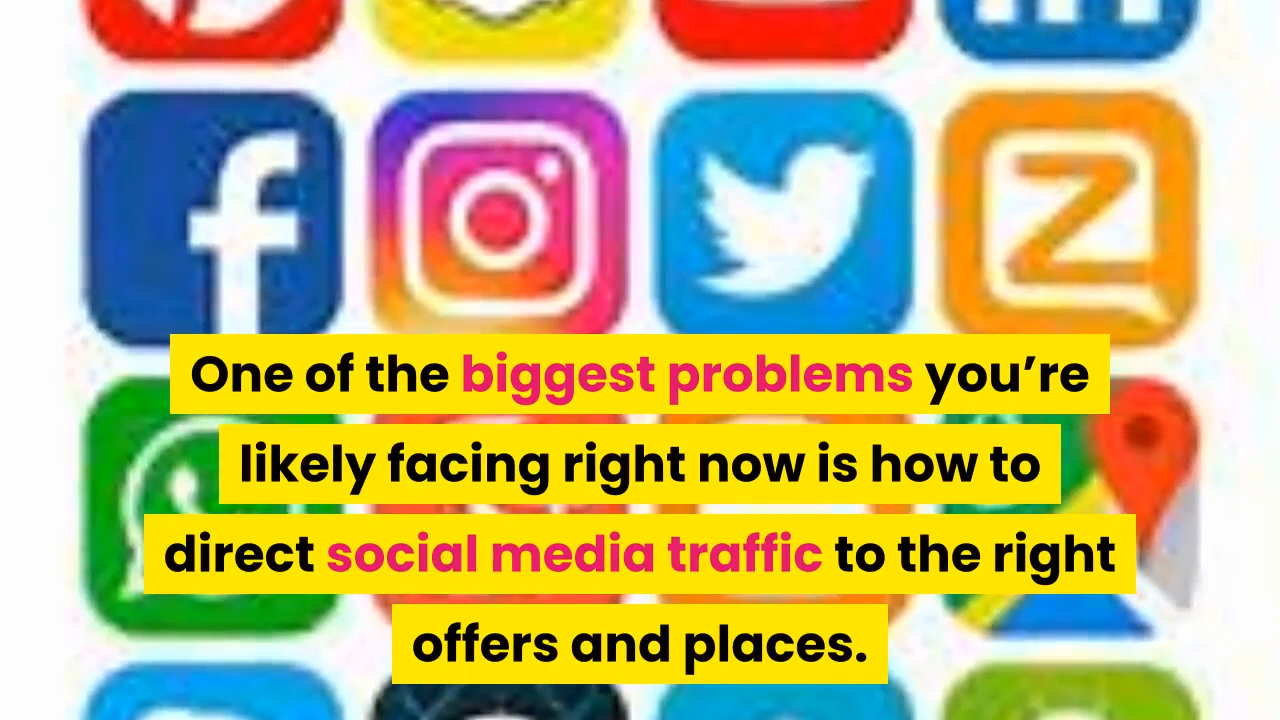 One of the biggest problems you’re
likely facing right now is how to
direct social media traffic to the right
offers and places.